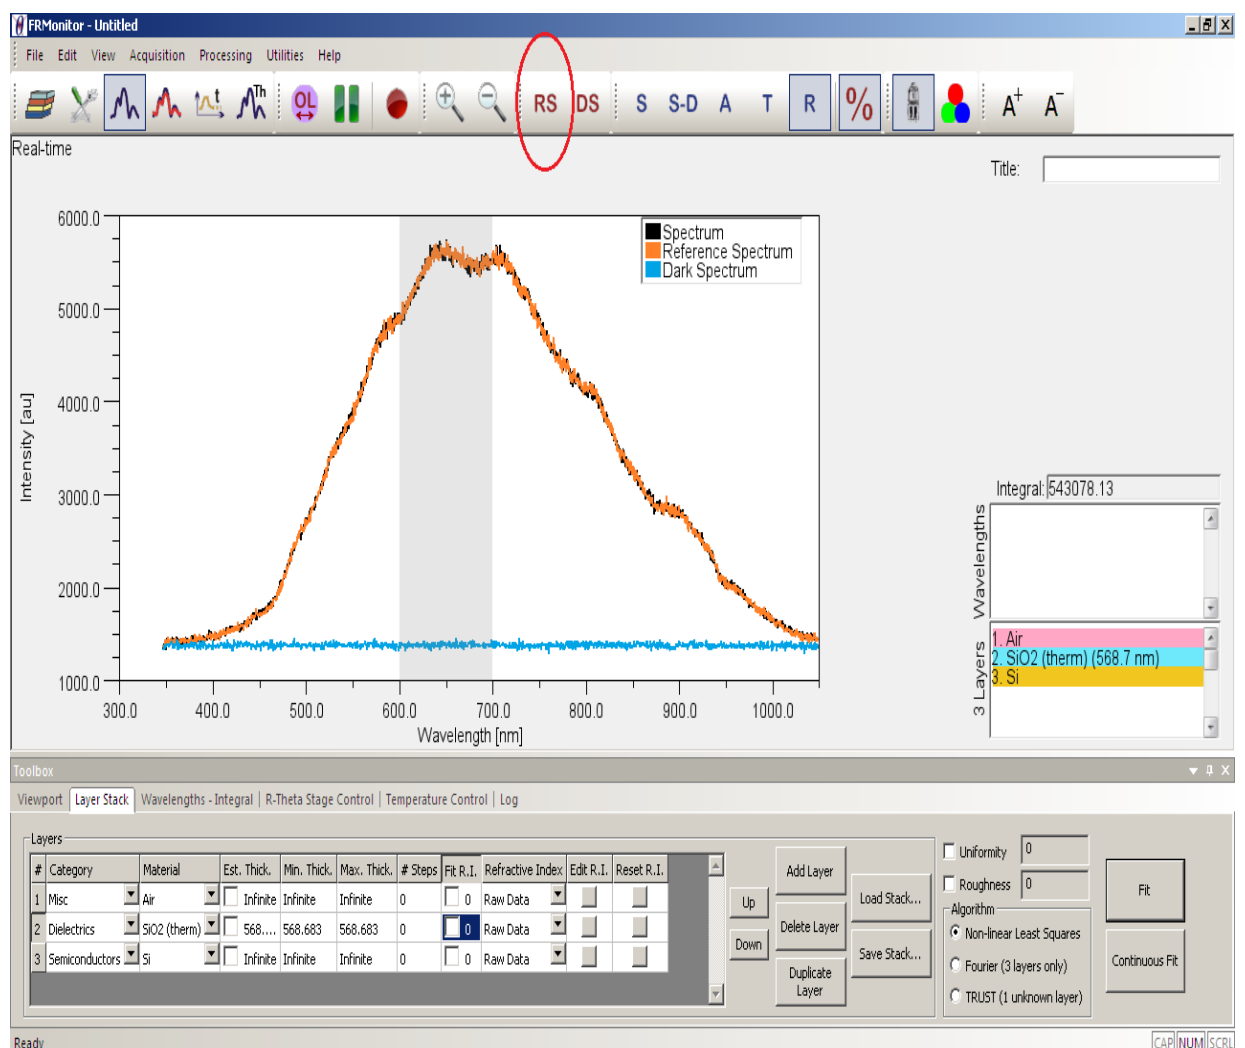 FRMonitor - Untitled
File Edit View Acquisition Processing Utilities Help
t Th OL RS DS S S-D A T R % A+ A-
Real-time
Title:
6000.0
5000.0
4000.0
3000.0
2000.0
1000.0
Intensity [au]
Spectrum
Reference Spectrum
Dark Spectrum
300.0 400.0 500.0 600.0 700.0 800.0 900.0 1000.0
Wavelength [nm]
Integral: 543078.13
Wavelengths
3 Layers
1. Air
2. SiO2 (therm) (568.7 nm)
3. Si
Toolbox
Viewport Layer Stack Wavelengths - Integral R-Theta Stage Control Temperature Control Log
Layers
# Category Material Est. Thick. Min. Thick. Max. Thick. # Steps Fit R.I. Refractive Index Edit R.I. Reset R.I.
1 Misc Air Infinite Infinite Infinite 0 0 Raw Data
2 Dielectrics SiO2 (therm) 568.... 568.683 568.683 0 0 Raw Data
3 Semiconductors Si Infinite Infinite Infinite 0 0 Raw Data
Up
Down
Add Layer
Delete Layer
Duplicate
Layer
Load Stack...
Save Stack...
Uniformity 0
Roughness 0
Algorithm
Non-linear Least Squares
Fourier (3 layers only)
TRUST (1 unknown layer)
Fit
Continuous Fit
Ready
CAP NUM SCRL